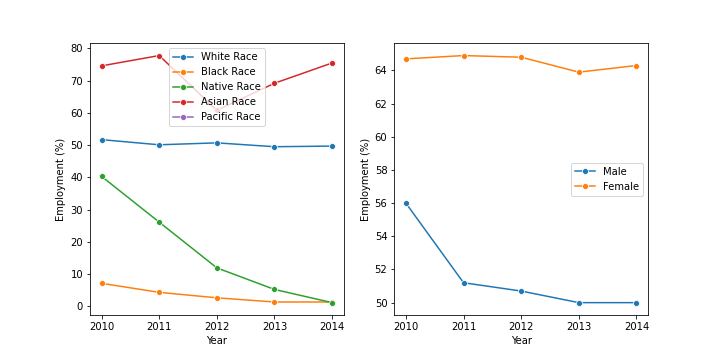 80
70
60
50
40
30
20
10
0
Employment (%)
White Race
Black Race
Native Race
Asian Race
Pacific Race
2010 2011 2012 2013 2014
Year
64
62
60
58
56
54
52
50
Employment (%)
Male
Female
2010 2011 2012 2013 2014
Year